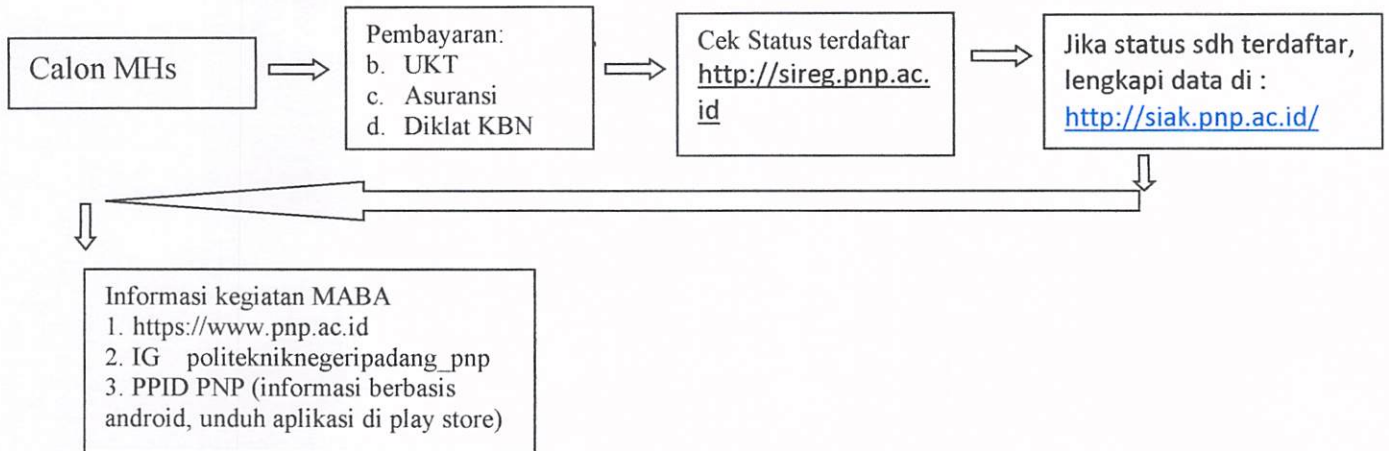 Calon MHs
Pembayaran:
b. UKT
c. Asuransi
d. Diklat KBN
Cek Status terdaftar
http://sireg.pnp.ac.
id
Jika status sdh terdaftar,
lengkapi data di :
http://siak.pnp.ac.id/
Informasi kegiatan MABA
1. https://www.pnp.ac.id
2. IG politekniknegeripadang_pnp
3. PPID PNP (informasi berbasis
android, unduh aplikasi di play store)